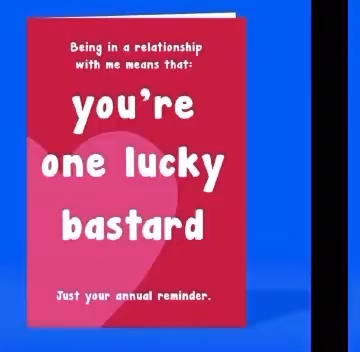 Being in a relationship
with me means that:
you're
one lucky
bastard
Just your annual reminder.